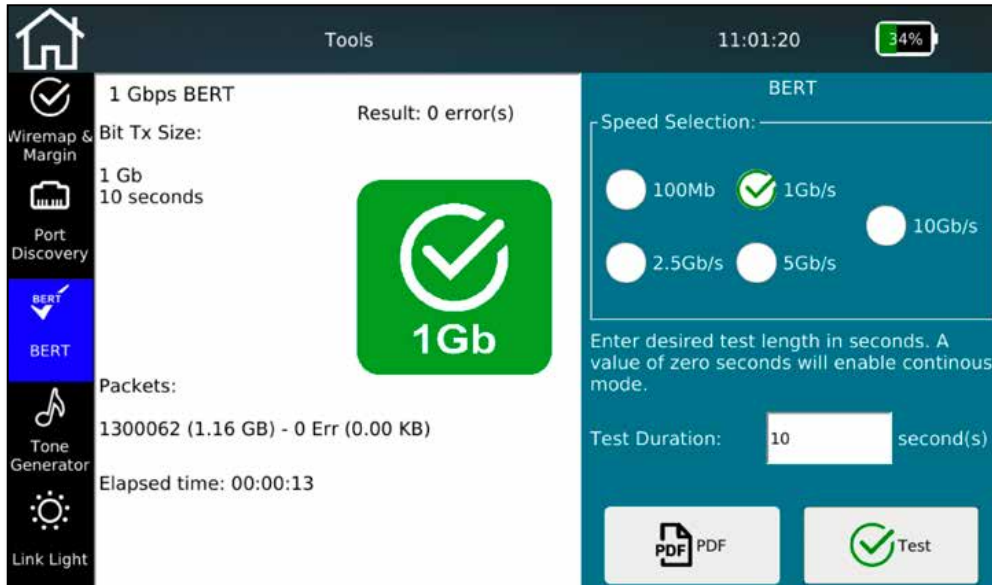 Tools
11:01:20
34%
Wiremap &
Margin
Port
Discovery
BERT
BERT
Tone
Generator
Link Light
1 Gbps BERT
Result: 0 error(s)
Bit Tx Size:
1 Gb
10 seconds
1Gb
Packets:
1300062 (1.16 GB) - 0 Err (0.00 KB)
Elapsed time: 00:00:13
BERT
Speed Selection:
100Mb
1Gb/s
10Gb/s
2.5Gb/s
5Gb/s
Enter desired test length in seconds. A
value of zero seconds will enable continous
mode.
Test Duration:
10
second(s)
PDF
PDF
Test